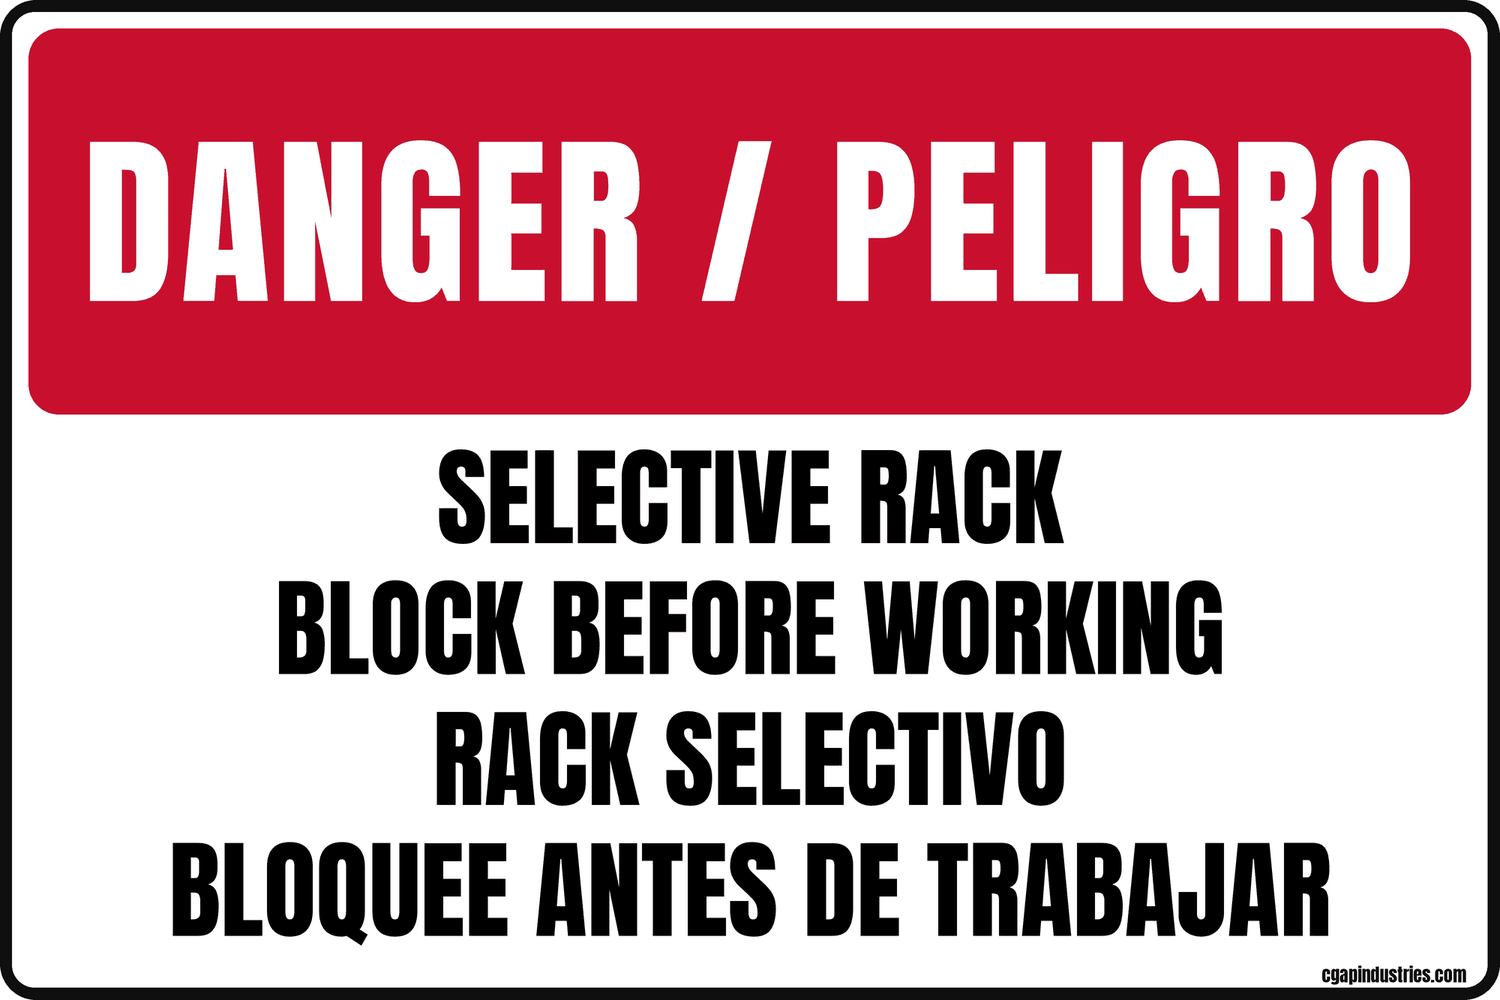 DANGER / PELIGRO
SELECTIVE RACK
BLOCK BEFORE WORKING
RACK SELECTIVO
BLOQUEE ANTES DE TRABAJAR
cgapindustries.com